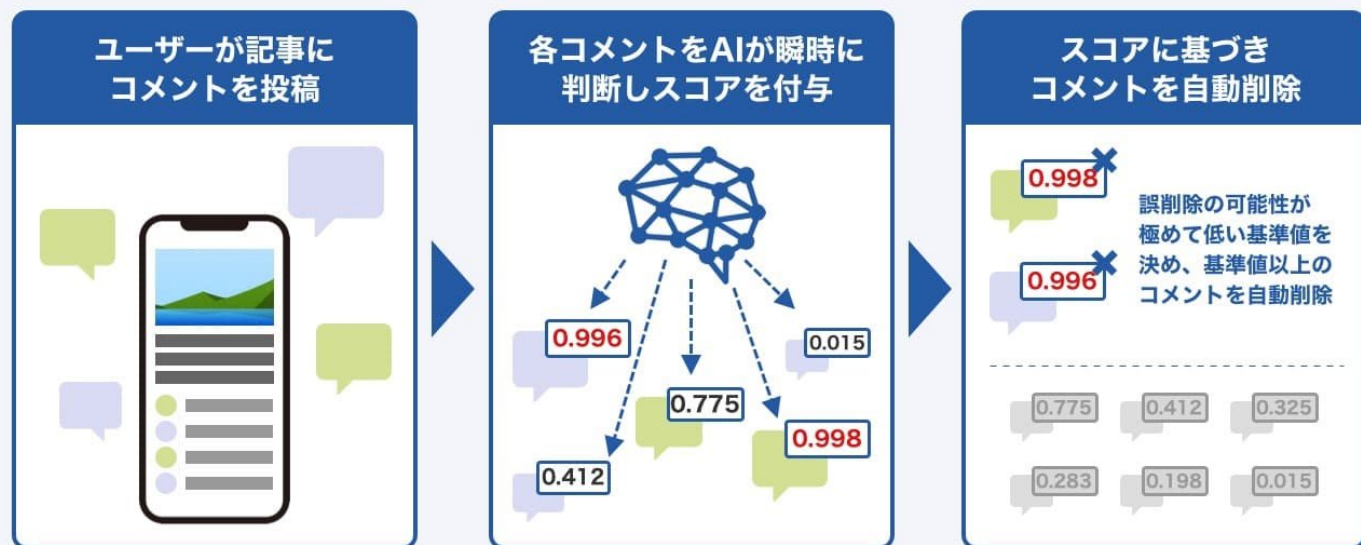 ユーザーが記事に
コメントを投稿
各コメントをAIが瞬時に
判断しスコアを付与
0.996
0.015
0.775
0.998
0.412
スコアに基づき
コメントを自動削除
0.998
0.996
誤削除の可能性が
極めて低い基準値を
決め、基準値以上の
コメントを自動削除
0.775
0.412
0.325
0.283
0.198
0.015